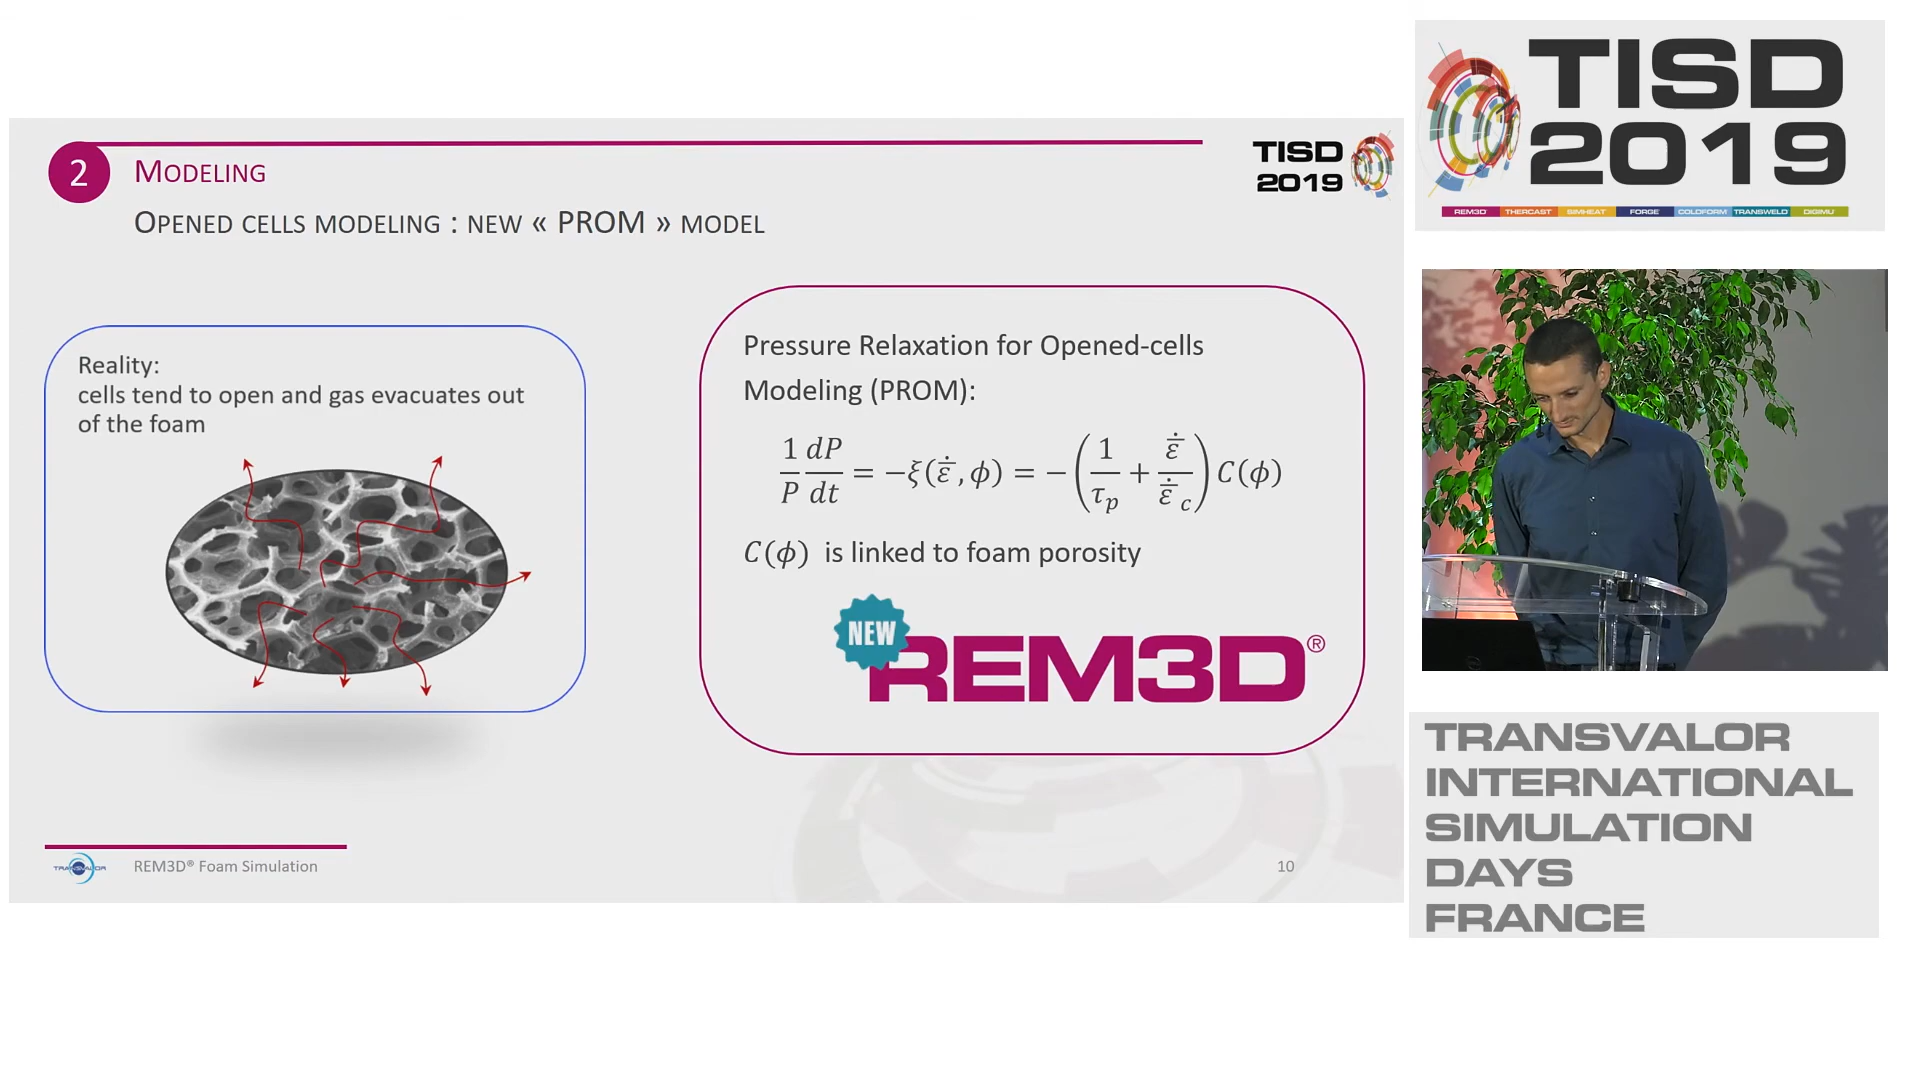 2
MODELING
OPENED CELLS MODELING : NEW « PROM » MODEL
TISD
2019
Reality:
cells tend to open and gas evacuates out
of the foam
Pressure Relaxation for Opened-cells
Modeling (PROM):
1/P dP/dt = −ξ(ε̄̇, ϕ) = −(1/τₚ + ε̄̇/ε̄̇_c) C(ϕ)
C(ϕ) is linked to foam porosity
NEW
REM3D®
TRANSVALOR
REM3D® Foam Simulation
10
TISD
2019
REM3D® THERCAST® SIMHEAT® FORGE® COLDFORM® TRANSWELD® DIGIMU®
TRANSVALOR
INTERNATIONAL
SIMULATION
DAYS
FRANCE